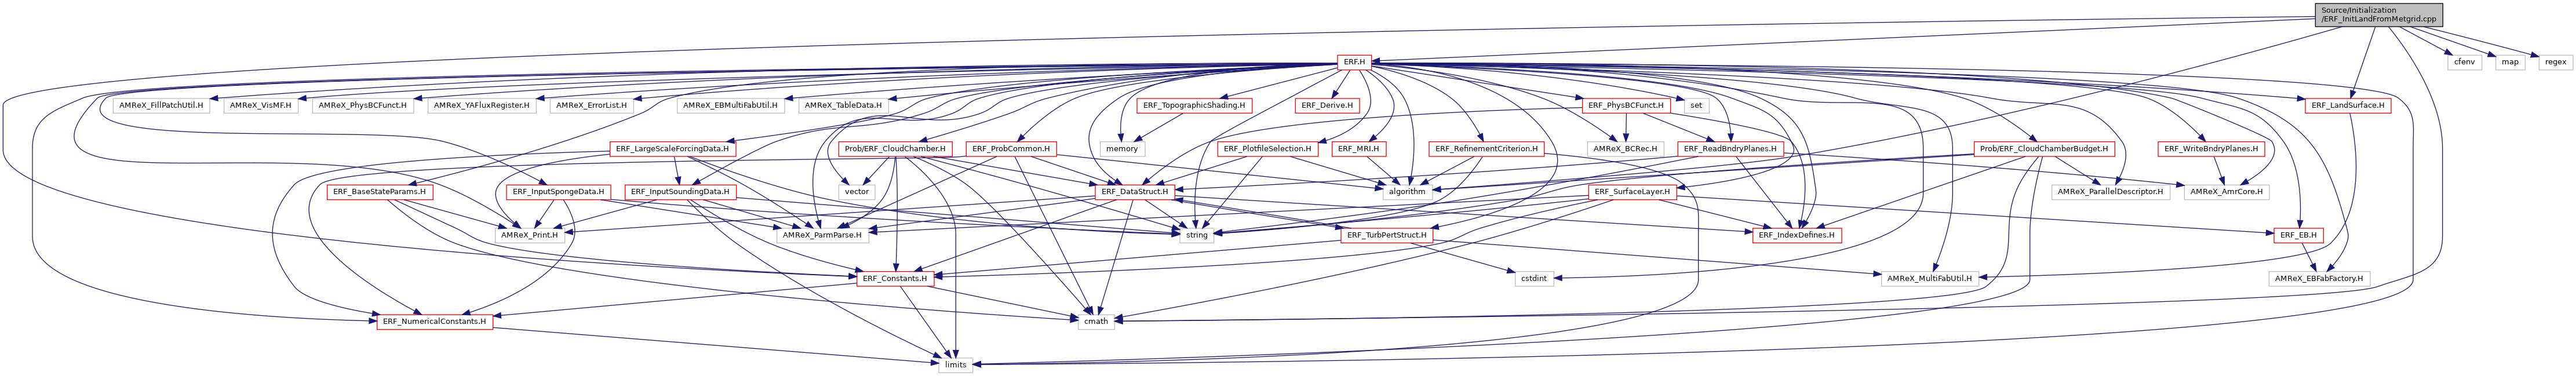 Source/Initialization
/ERF_InitLandFromMetgrid.cpp
ERF.H
cfenv
map
regex
AMReX_FillPatchUtil.H
AMReX_VisMF.H
AMReX_PhysBCFunct.H
AMReX_YAFluxRegister.H
AMReX_ErrorList.H
AMReX_EBMultiFabUtil.H
AMReX_TableData.H
ERF_TopographicShading.H
ERF_Derive.H
ERF_PhysBCFunct.H
set
ERF_LandSurface.H
ERF_LargeScaleForcingData.H
Prob/ERF_CloudChamber.H
ERF_ProbCommon.H
memory
ERF_PlotfileSelection.H
ERF_MRI.H
ERF_RefinementCriterion.H
AMReX_BCRec.H
ERF_ReadBndryPlanes.H
Prob/ERF_CloudChamberBudget.H
ERF_WriteBndryPlanes.H
ERF_BaseStateParams.H
ERF_InputSpongeData.H
ERF_InputSoundingData.H
vector
ERF_DataStruct.H
algorithm
ERF_SurfaceLayer.H
AMReX_ParallelDescriptor.H
AMReX_AmrCore.H
AMReX_Print.H
AMReX_ParmParse.H
string
ERF_TurbPertStruct.H
ERF_IndexDefines.H
ERF_EB.H
ERF_Constants.H
cstdint
AMReX_MultiFabUtil.H
AMReX_EBFabFactory.H
ERF_NumericalConstants.H
cmath
limits